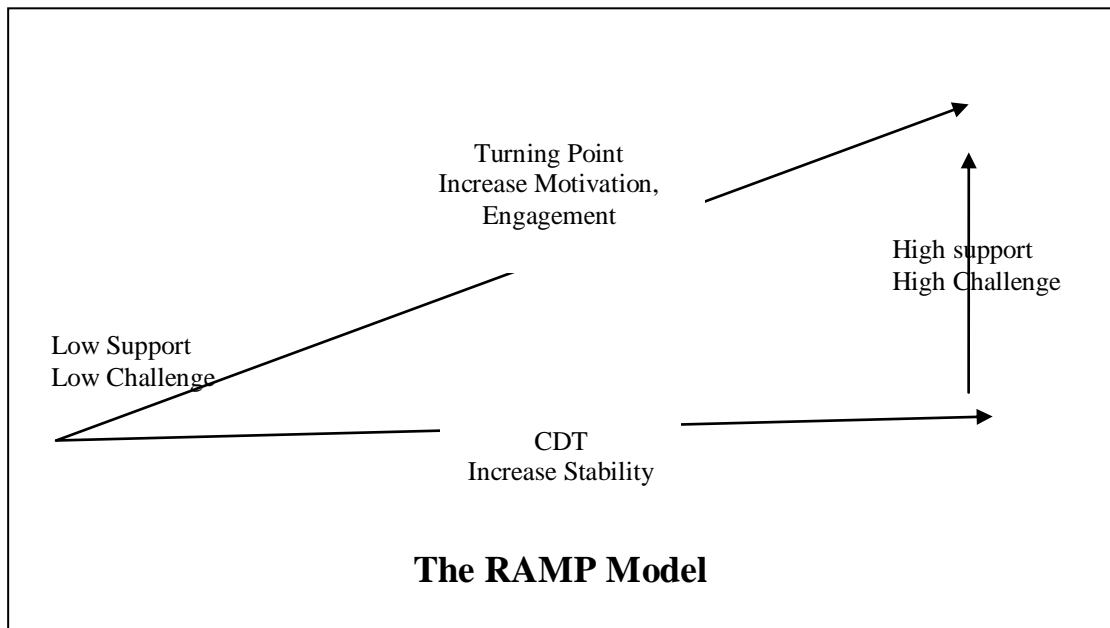 Turning Point
Increase Motivation,
Engagement
High support
High Challenge
Low Support
Low Challenge
CDT
Increase Stability
The RAMP Model